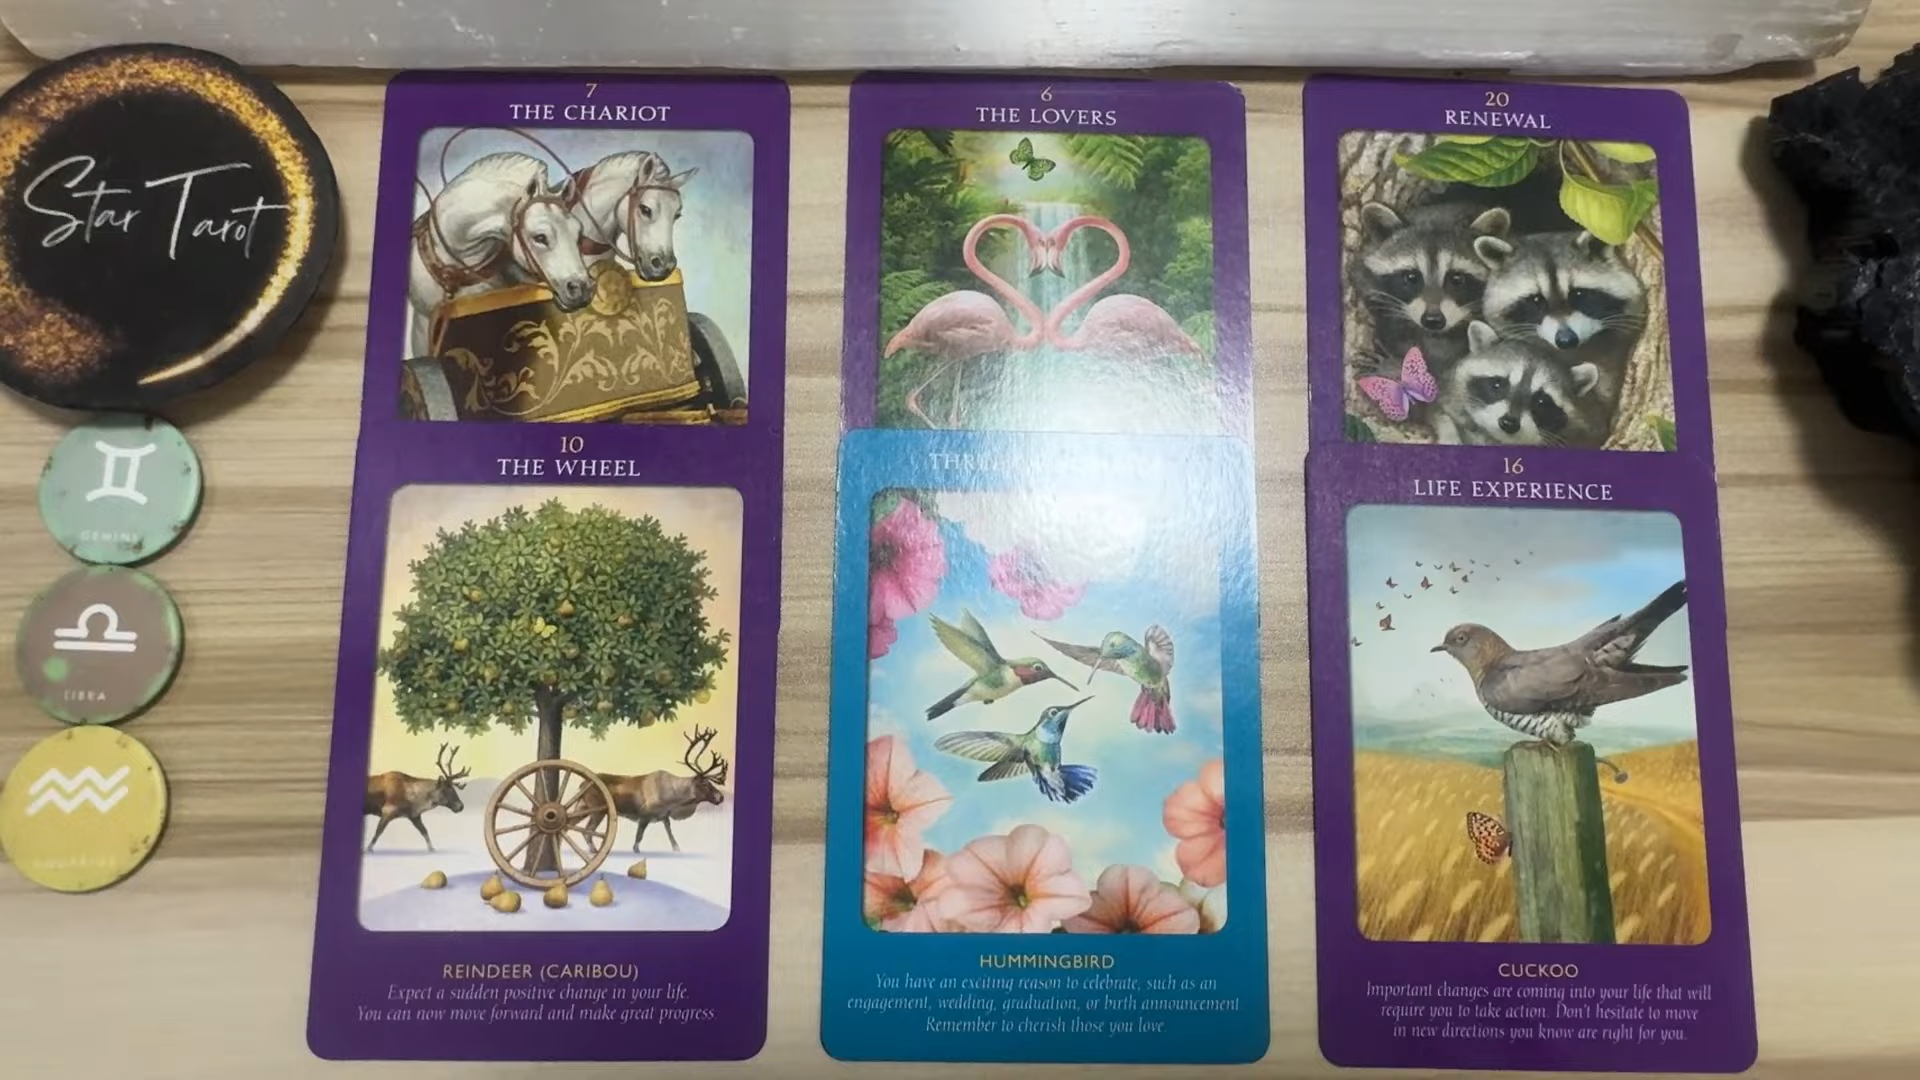 Star Tarot
GEMINI
LIBRA
AQUARIUS
7
THE CHARIOT
10
THE WHEEL
REINDEER (CARIBOU)
Expect a sudden positive change in your life.
You can now move forward and make great progress.
6
THE LOVERS
HUMMINGBIRD
You have an exciting reason to celebrate, such as an
engagement, wedding, graduation, or birth announcement.
Remember to cherish those you love.
20
RENEWAL
16
LIFE EXPERIENCE
CUCKOO
Important changes are coming into your life that will
require you to take action. Don't hesitate to move
in new directions you know are right for you.